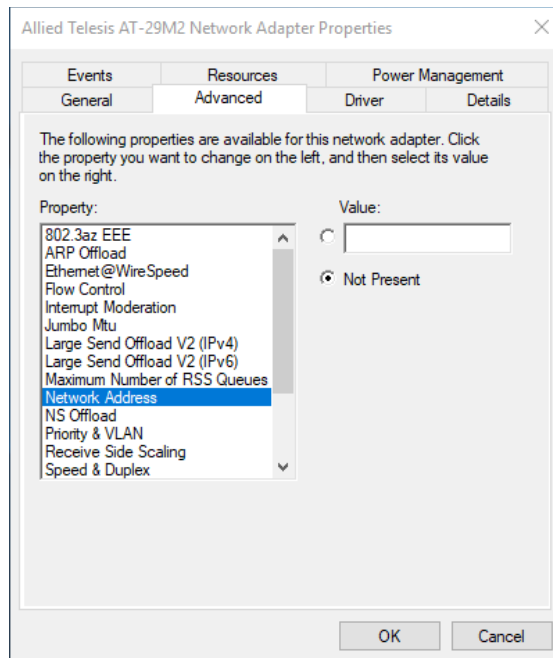 Allied Telesis AT-29M2 Network Adapter Properties
Events
Resources
Power Management
General
Advanced
Driver
Details
The following properties are available for this network adapter. Click
the property you want to change on the left, and then select its value
on the right.
Property:
Value:
802.3az EEE
ARP Offload
Ethernet@WireSpeed
Flow Control
Interrupt Moderation
Jumbo Mtu
Large Send Offload V2 (IPv4)
Large Send Offload V2 (IPv6)
Maximum Number of RSS Queues
Network Address
NS Offload
Priority & VLAN
Receive Side Scaling
Speed & Duplex
Not Present
OK
Cancel